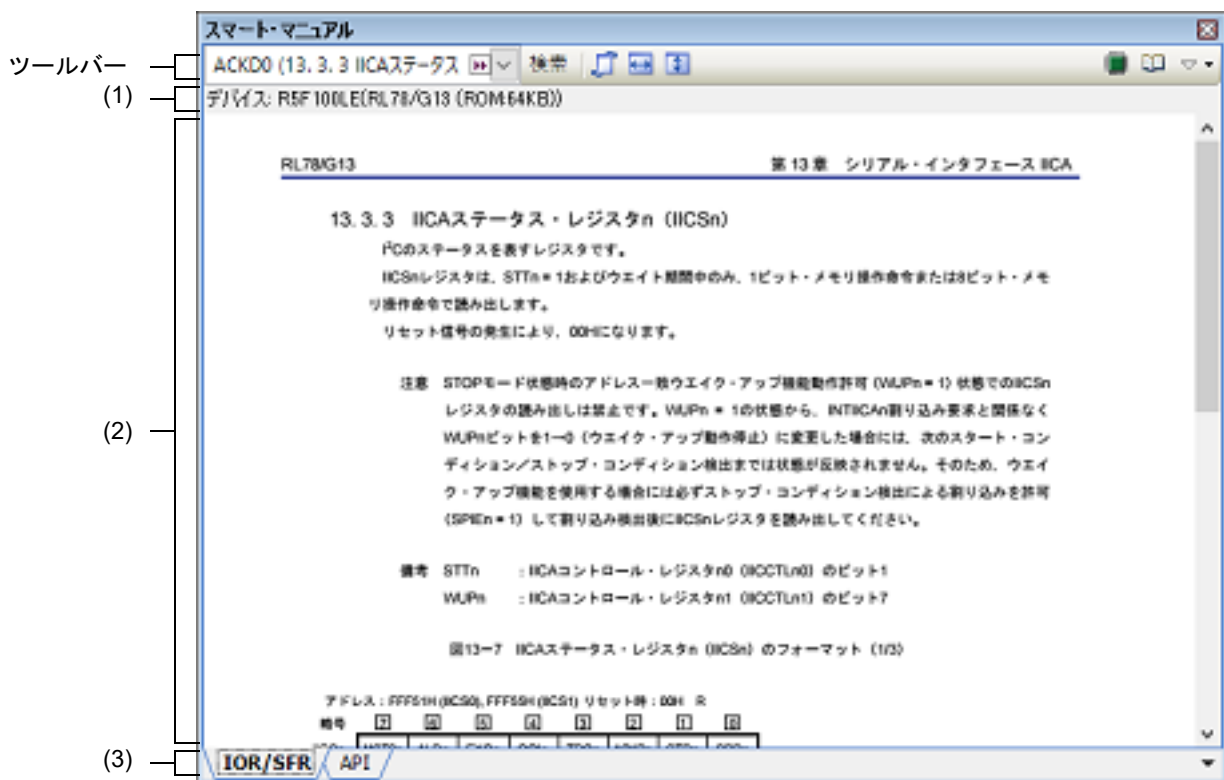 スマート・マニュアル
ツールバー
ACKD0 (13. 3. 3 IICAステータス 検索
(1)
デバイス: R5F100LE(RL78/G13 (ROM:64KB))
RL78/G13 第 13 章 シリアル・インタフェース IICA
13. 3. 3 IICAステータス・レジスタn (IICSn)
I²Cのステータスを表すレジスタです。
IICSnレジスタは，STTn = 1およびウエイト期間中のみ，1ビット・メモリ操作命令または8ビット・メモ
リ操作命令で読み出します。
リセット信号の発生により，00Hになります。
注意 STOPモード状態時のアドレス一致ウエイク・アップ機能動作許可 (WUPn = 1) 状態でのIICSn
レジスタの読み出しは禁止です。WUPn = 1の状態から，INTIICAn割り込み要求と関係なく
WUPnビットを1→0（ウエイク・アップ動作停止）に変更した場合には，次のスタート・コン
(2)
ディション／ストップ・コンディション検出までは状態が反映されません。そのため，ウエイ
ク・アップ機能を使用する場合には必ずストップ・コンディション検出による割り込みを許可
(SPIEn = 1) して割り込み検出後にIICSnレジスタを読み出してください。
備考 STTn : IICAコントロール・レジスタn0 (IICCTLn0) のビット1
WUPn : IICAコントロール・レジスタn1 (IICCTLn1) のビット7
図13－7 IICAステータス・レジスタn (IICSn) のフォーマット (1/3)
アドレス : FFF51H (IICS0), FFF59H (IICS1) リセット時 : 00H R
略号 7 6 5 4 3 2 1 0
(3)
IOR/SFR API